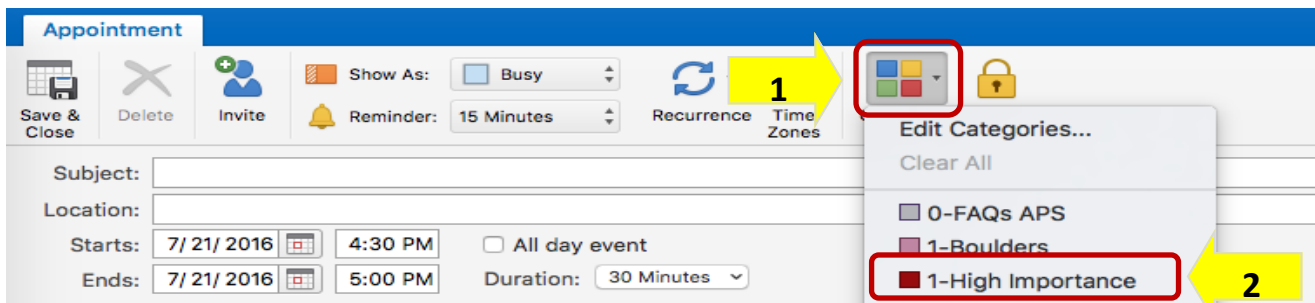 Appointment
Save & Close
Delete
Invite
Show As: Busy
Reminder: 15 Minutes
Recurrence
Time Zones
1
Edit Categories...
Clear All
0-FAQs APS
1-Boulders
1-High Importance
2
Subject:
Location:
Starts: 7/ 21/ 2016 4:30 PM
All day event
Ends: 7/ 21/ 2016 5:00 PM
Duration: 30 Minutes